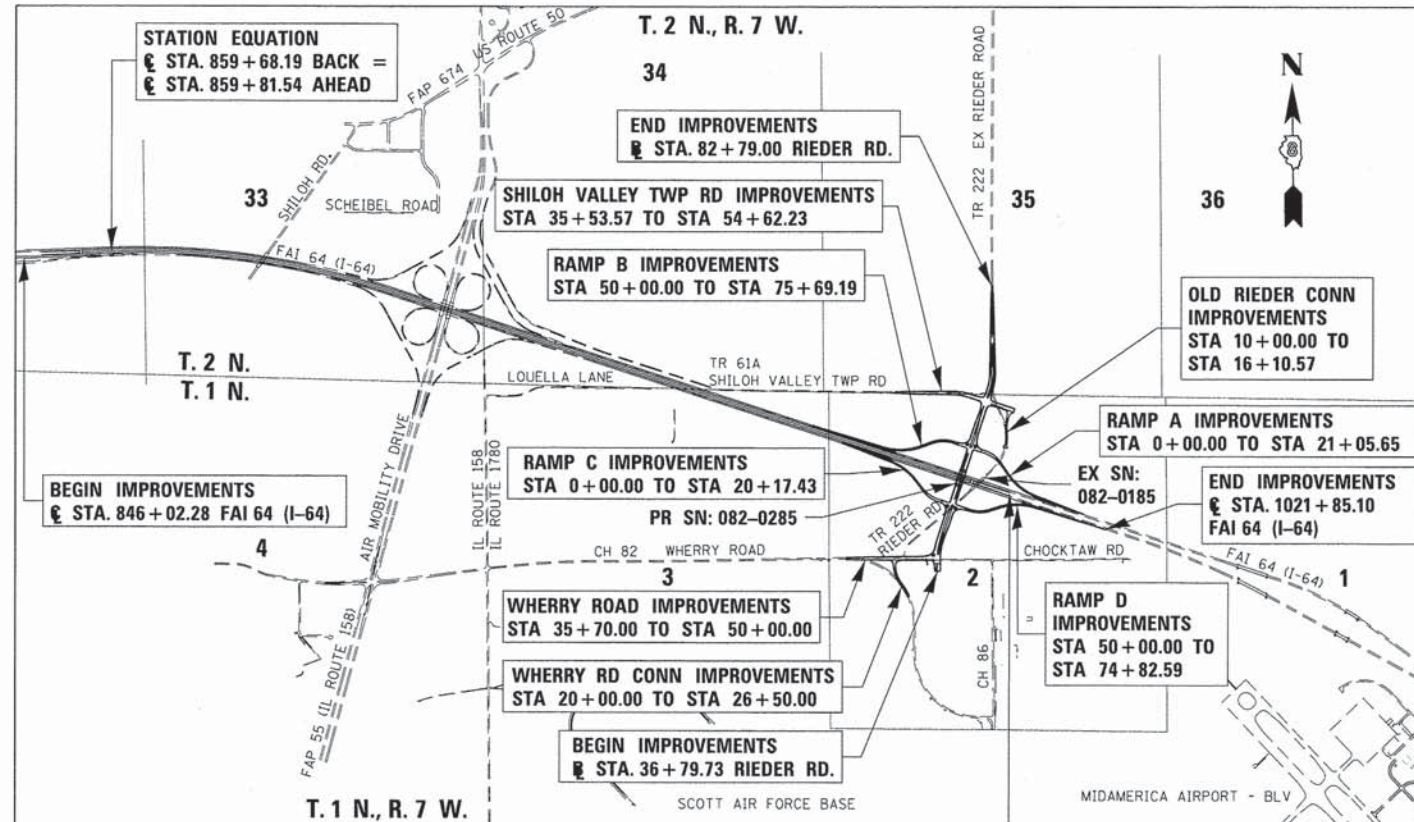 T. 2 N., R. 7 W.
STATION EQUATION
℄ STA. 859+68.19 BACK =
℄ STA. 859+81.54 AHEAD
FAP 674 US ROUTE 50
34
TR 222 EX RIEDER ROAD
N
END IMPROVEMENTS
STA. 82+79.00 RIEDER RD.
SHILOH RD.
33
SCHEIBEL ROAD
SHILOH VALLEY TWP RD IMPROVEMENTS
STA 35+53.57 TO STA 54+62.23
35
36
FAI 64 (I-64)
RAMP B IMPROVEMENTS
STA 50+00.00 TO STA 75+69.19
OLD RIEDER CONN
IMPROVEMENTS
STA 10+00.00 TO
STA 16+10.57
T. 2 N.
T. 1 N.
LOUELLA LANE
TR 61A
SHILOH VALLEY TWP RD
RAMP A IMPROVEMENTS
STA 0+00.00 TO STA 21+05.65
AIR MOBILITY DRIVE
IL ROUTE 158
IL ROUTE 1780
RAMP C IMPROVEMENTS
STA 0+00.00 TO STA 20+17.43
EX SN:
082-0185
BEGIN IMPROVEMENTS
℄ STA. 846+02.28 FAI 64 (I-64)
PR SN: 082-0285
END IMPROVEMENTS
℄ STA. 1021+85.10
FAI 64 (I-64)
TR 222
RIEDER RD
4
CH 82 WHERRY ROAD
3
CHOCKTAW RD
2
FAI 64 (I-64)
1
WHERRY ROAD IMPROVEMENTS
STA 35+70.00 TO STA 50+00.00
RAMP D
IMPROVEMENTS
STA 50+00.00 TO
STA 74+82.59
WHERRY RD CONN IMPROVEMENTS
STA 20+00.00 TO STA 26+50.00
CH 86
FAP 55 (IL ROUTE 158)
BEGIN IMPROVEMENTS
STA. 36+79.73 RIEDER RD.
T. 1 N., R. 7 W.
SCOTT AIR FORCE BASE
MIDAMERICA AIRPORT - BLV